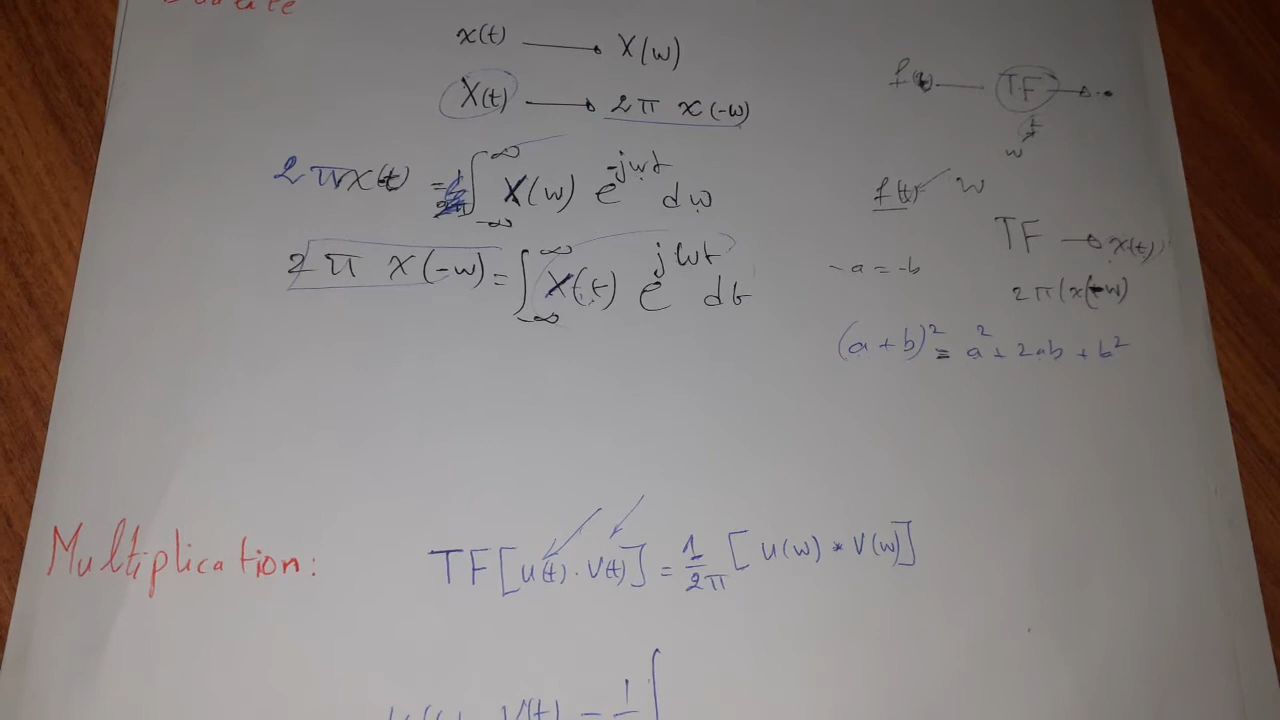 x(t) → X(w)
X(t) → 2π x(-w)
2πx(-t) = ∫_{-∞}^{∞} X(w) e^{-jwt} dw
2π x(-w) = ∫_{-∞}^{∞} X(t) e^{jwt} dt
f(t) → TF →
w
f(t) w
TF → x(t)
-a = -b
2π(x(-w)
(a+b)² = a² + 2ab + b²
Multiplication: TF[u(t) . V(t)] = 1/2π [U(w) * V(w)]